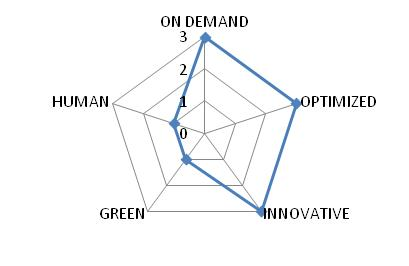 ON DEMAND
3
2
1
0
HUMAN
OPTIMIZED
GREEN
INNOVATIVE